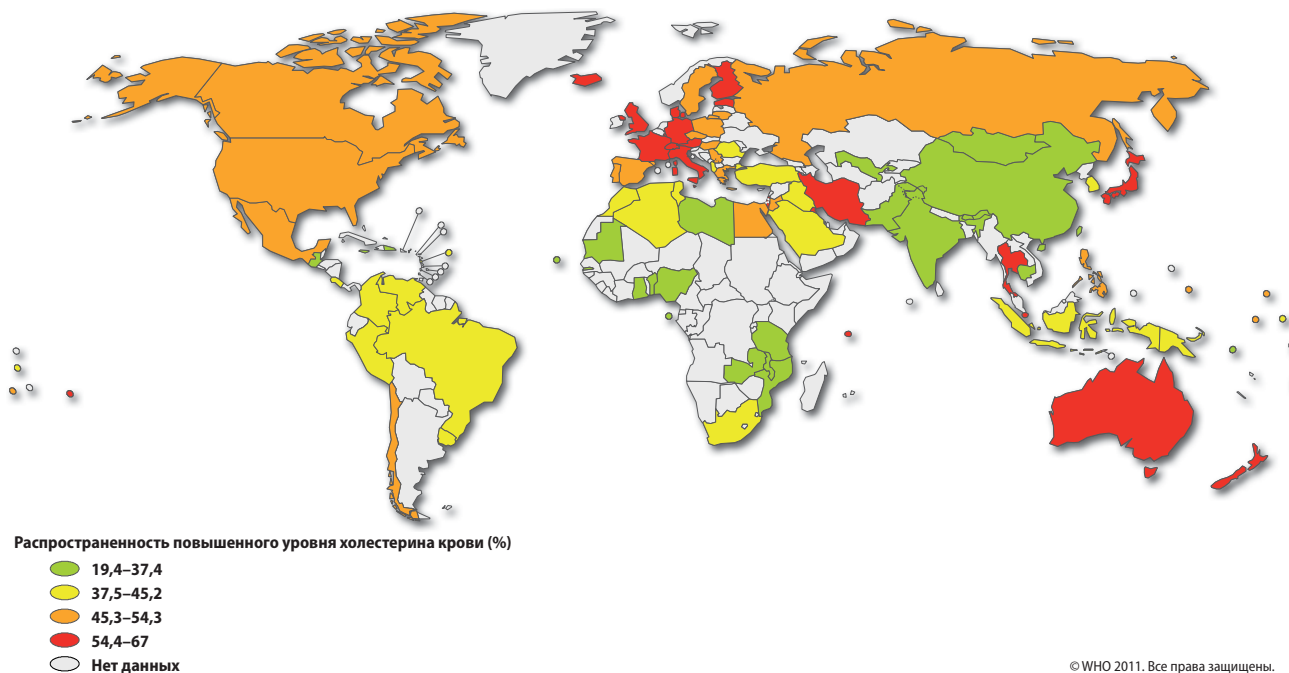 Распространенность повышенного уровня холестерина крови (%)
19,4–37,4
37,5–45,2
45,3–54,3
54,4–67
Нет данных
© WHO 2011. Все права защищены.